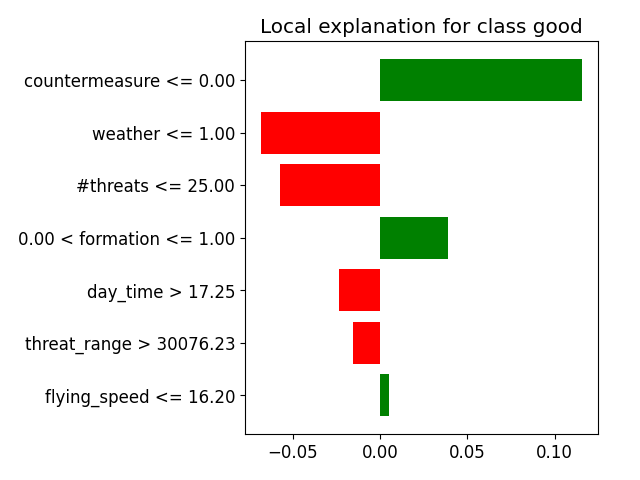 Local explanation for class good
countermeasure <= 0.00
weather <= 1.00
#threats <= 25.00
0.00 < formation <= 1.00
day_time > 17.25
threat_range > 30076.23
flying_speed <= 16.20
−0.05 0.00 0.05 0.10